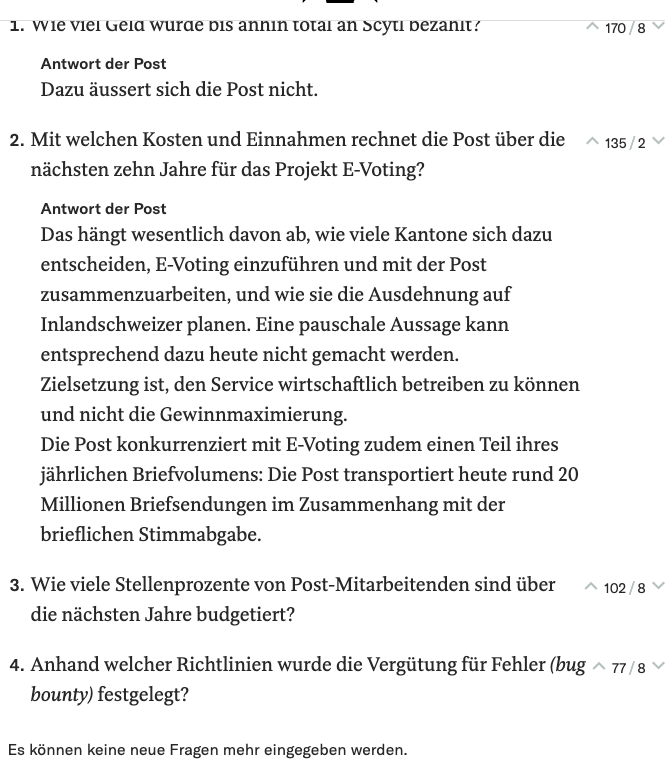 1. Wie viel Geld wurde bis anhin total an Scytl bezahlt? 170 / 8
Antwort der Post
Dazu äussert sich die Post nicht.
2. Mit welchen Kosten und Einnahmen rechnet die Post über die 135 / 2
nächsten zehn Jahre für das Projekt E-Voting?
Antwort der Post
Das hängt wesentlich davon ab, wie viele Kantone sich dazu
entscheiden, E-Voting einzuführen und mit der Post
zusammenzuarbeiten, und wie sie die Ausdehnung auf
Inlandschweizer planen. Eine pauschale Aussage kann
entsprechend dazu heute nicht gemacht werden.
Zielsetzung ist, den Service wirtschaftlich betreiben zu können
und nicht die Gewinnmaximierung.
Die Post konkurrenziert mit E-Voting zudem einen Teil ihres
jährlichen Briefvolumens: Die Post transportiert heute rund 20
Millionen Briefsendungen im Zusammenhang mit der
brieflichen Stimmabgabe.
3. Wie viele Stellenprozente von Post-Mitarbeitenden sind über 102 / 8
die nächsten Jahre budgetiert?
4. Anhand welcher Richtlinien wurde die Vergütung für Fehler (bug 77 / 8
bounty) festgelegt?
Es können keine neue Fragen mehr eingegeben werden.